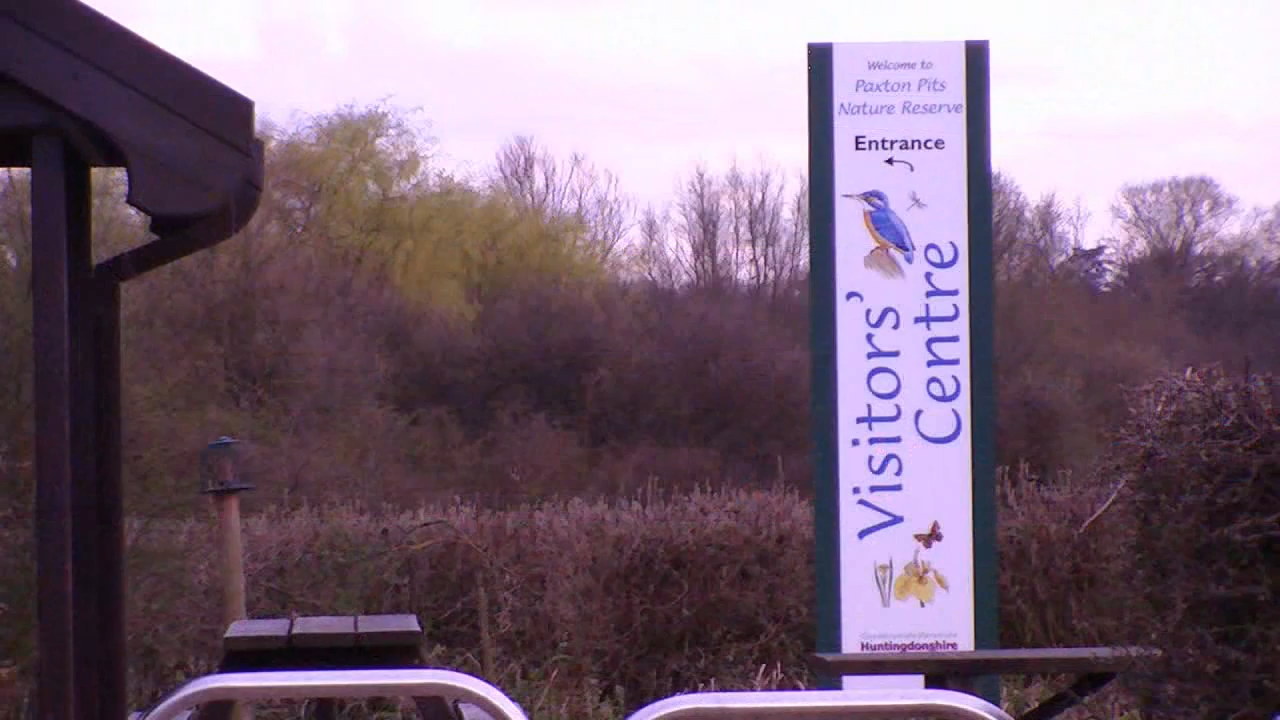 Welcome to
Paxton Pits
Nature Reserve
Entrance
Visitors'
Centre
Huntingdonshire